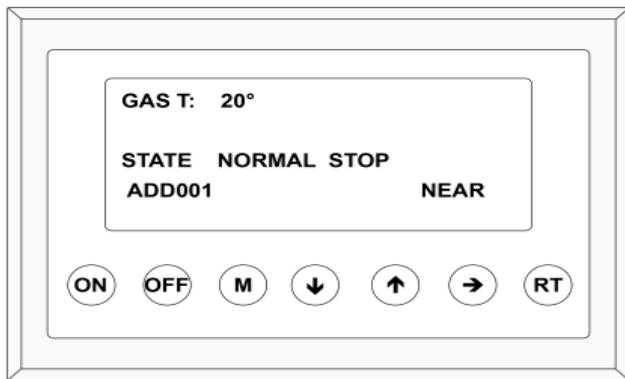 GAS T: 20°
STATE NORMAL STOP
ADD001 NEAR
ON OFF M ↓ ↑ → RT